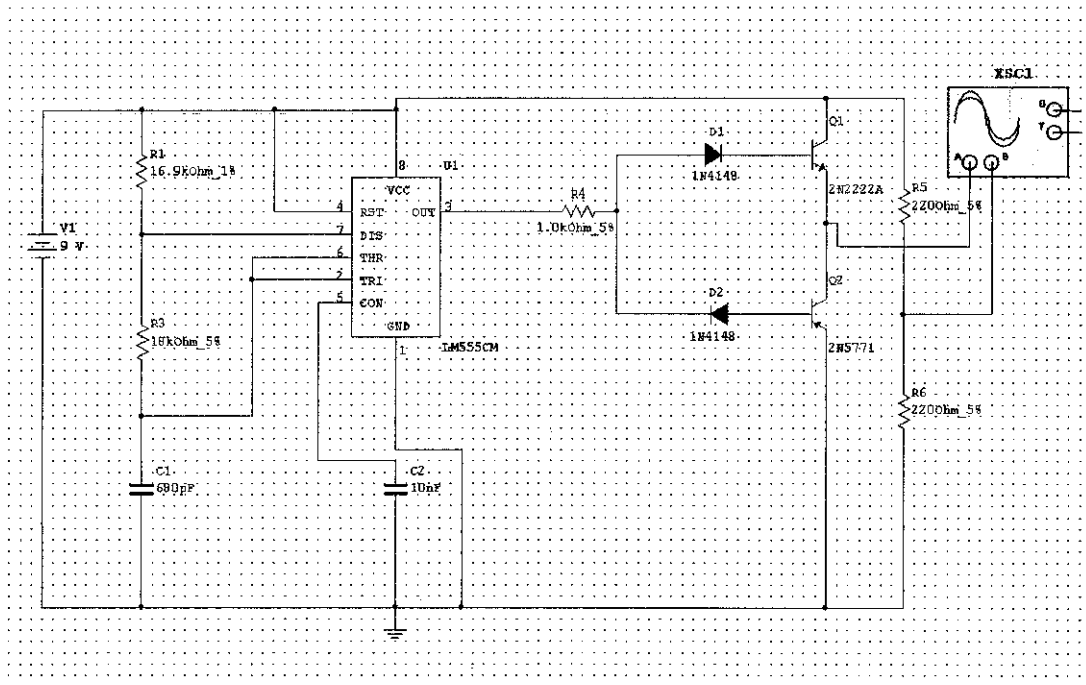 XSC1
G
T
A
B
Q1
2N2222A
D1
1N4148
R5
220Ohm_5%
R1
16.9kOhm_1%
8
U1
VCC
4
RST
OUT
3
7
DIS
6
THR
2
TRI
5
CON
GND
1
LM555CM
R4
1.0kOhm_5%
V1
9 V
Q2
2N5771
D2
1N4148
R3
18kOhm_5%
R6
220Ohm_5%
C1
680pF
C2
10nF